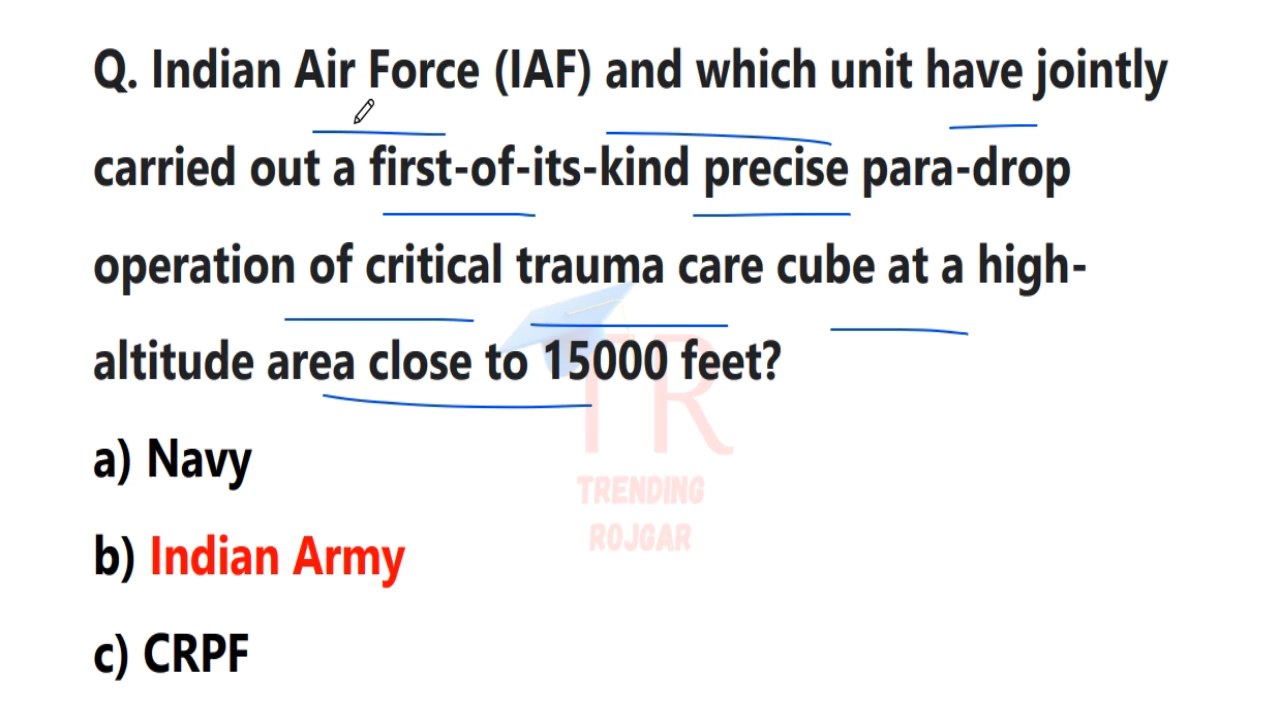 Q. Indian Air Force (IAF) and which unit have jointly
carried out a first-of-its-kind precise para-drop
operation of critical trauma care cube at a high-
altitude area close to 15000 feet?
a) Navy
b) Indian Army
c) CRPF
TR
TRENDING
ROJGAR